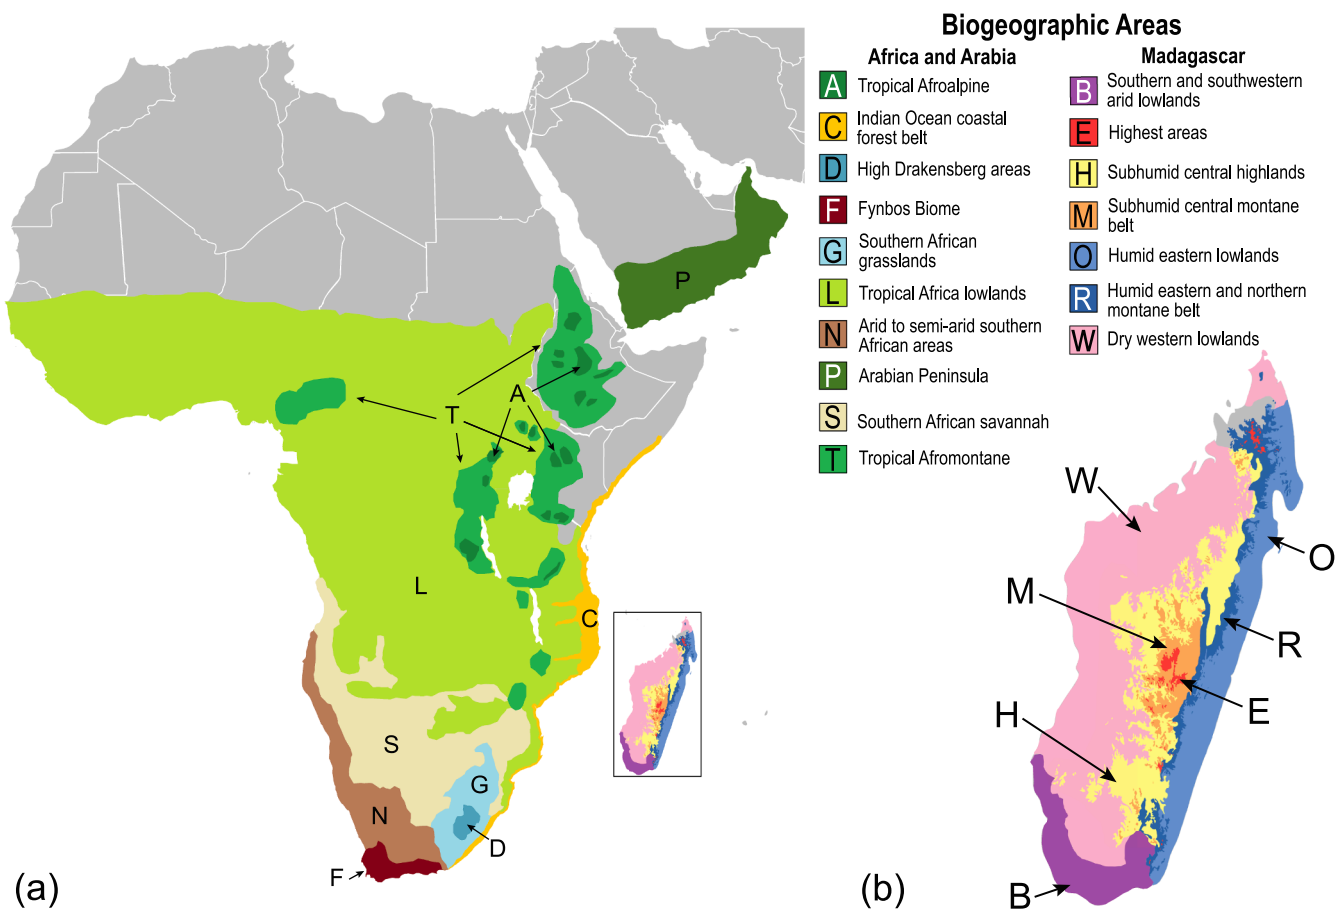 Biogeographic Areas
Africa and Arabia
A Tropical Afroalpine
C Indian Ocean coastal
forest belt
D High Drakensberg areas
F Fynbos Biome
G Southern African
grasslands
L Tropical Africa lowlands
N Arid to semi-arid southern
African areas
P Arabian Peninsula
S Southern African savannah
T Tropical Afromontane
Madagascar
B Southern and southwestern
arid lowlands
E Highest areas
H Subhumid central highlands
M Subhumid central montane
belt
O Humid eastern lowlands
R Humid eastern and northern
montane belt
W Dry western lowlands
P
A
T
L
C
S
G
N
D
F
(a)
W
O
M
R
E
H
B
(b)